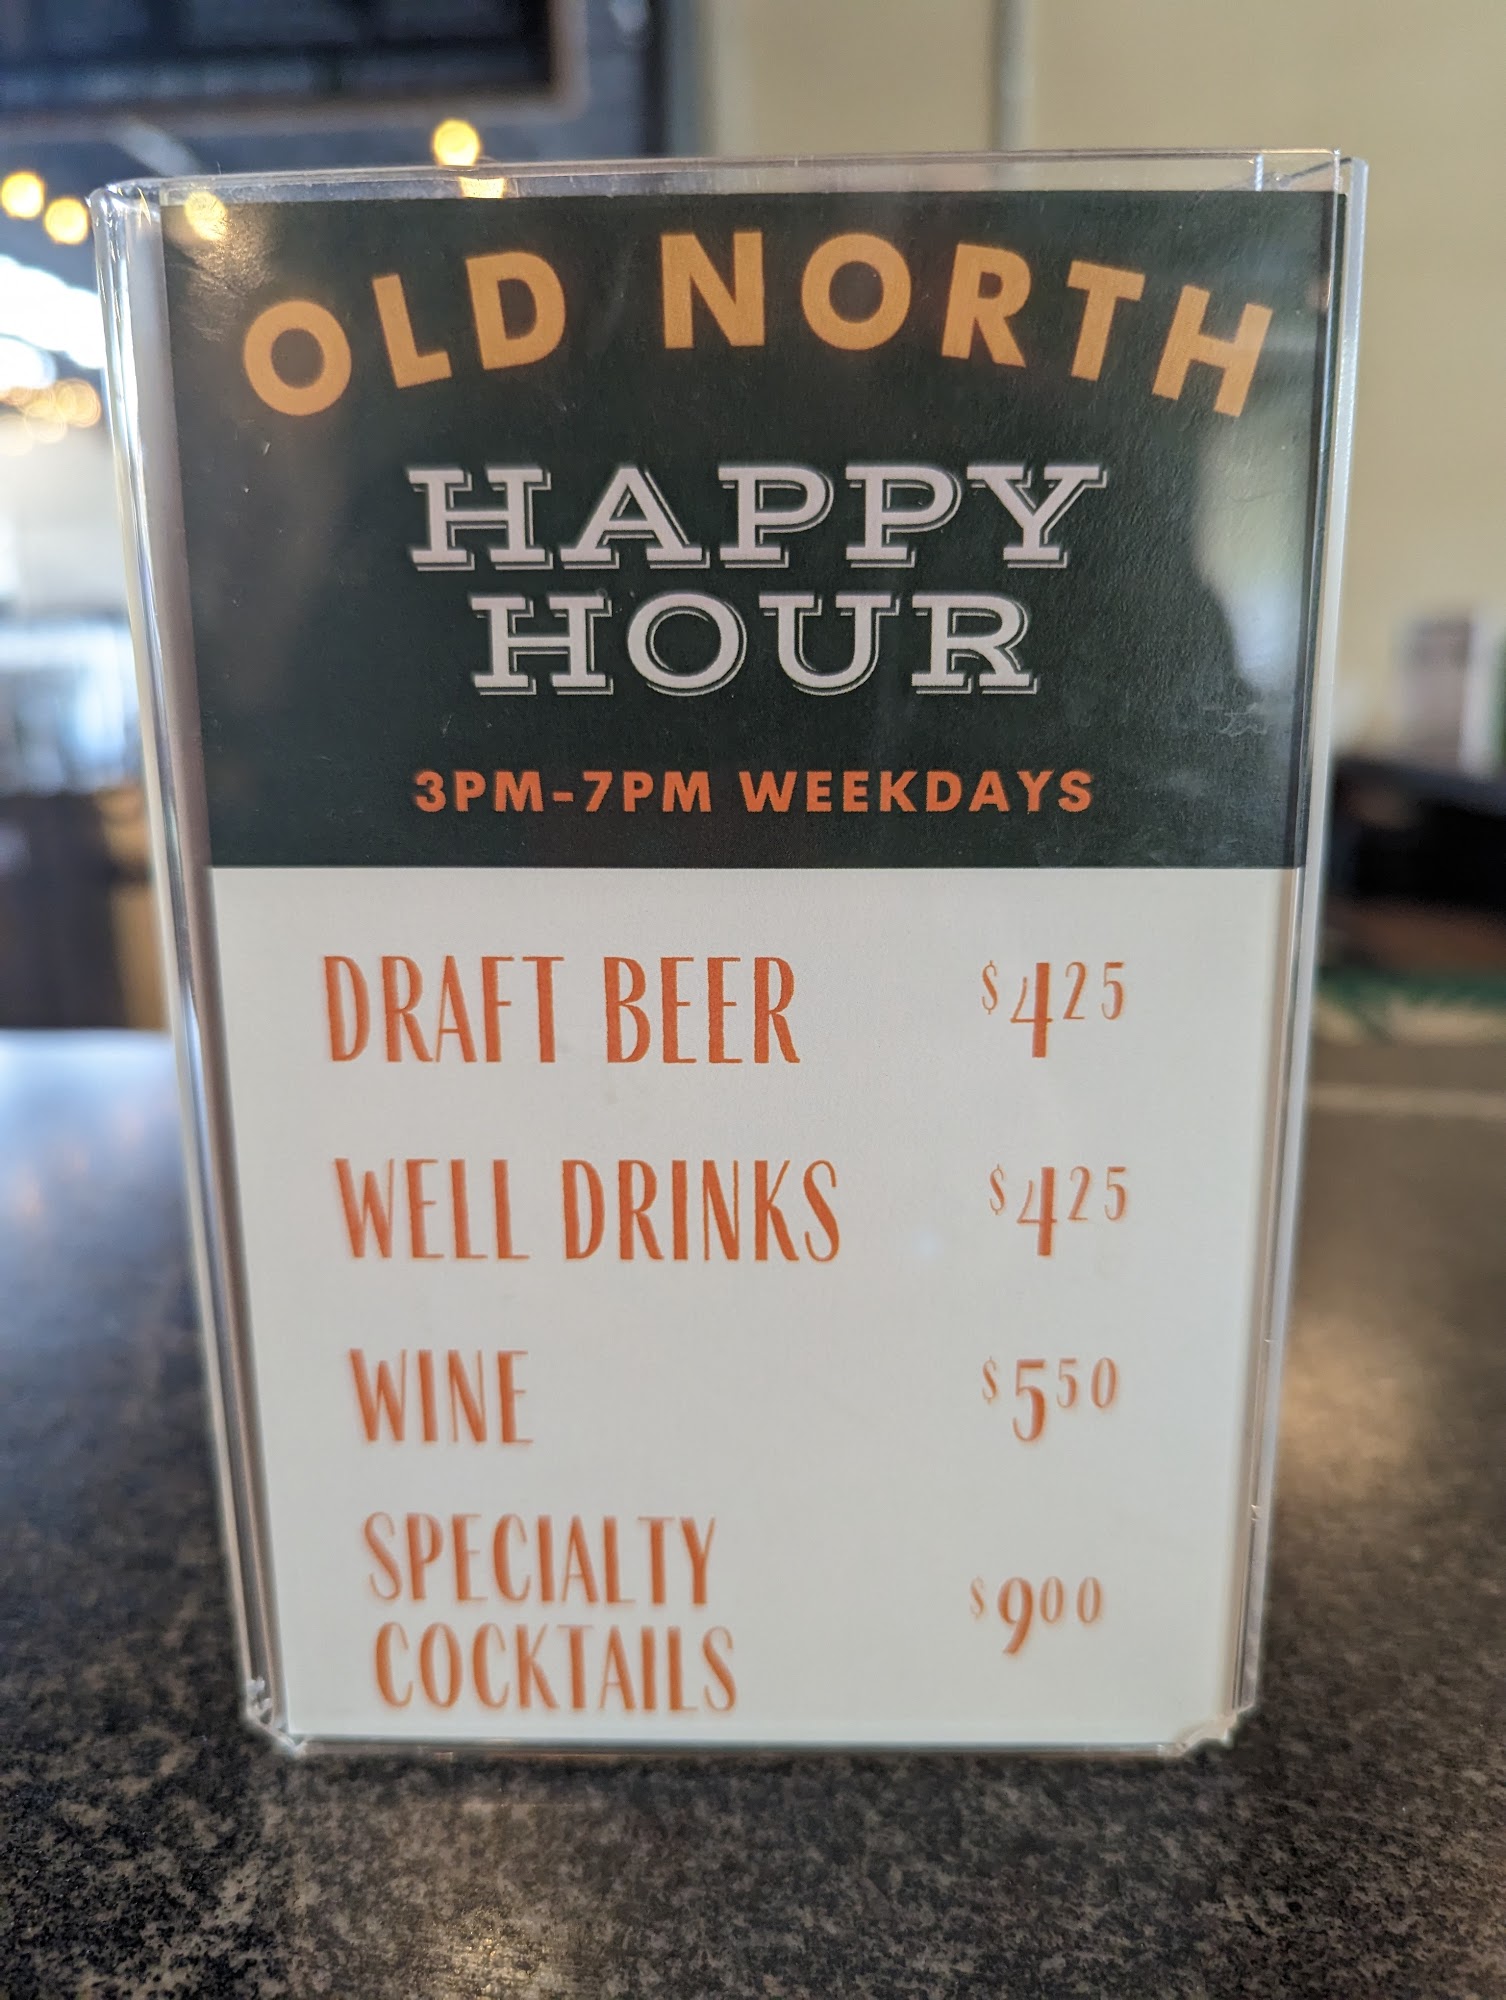 OLD NORTH
HAPPY
HOUR
3PM-7PM WEEKDAYS
DRAFT BEER $425
WELL DRINKS $425
WINE $550
SPECIALTY
COCKTAILS $900